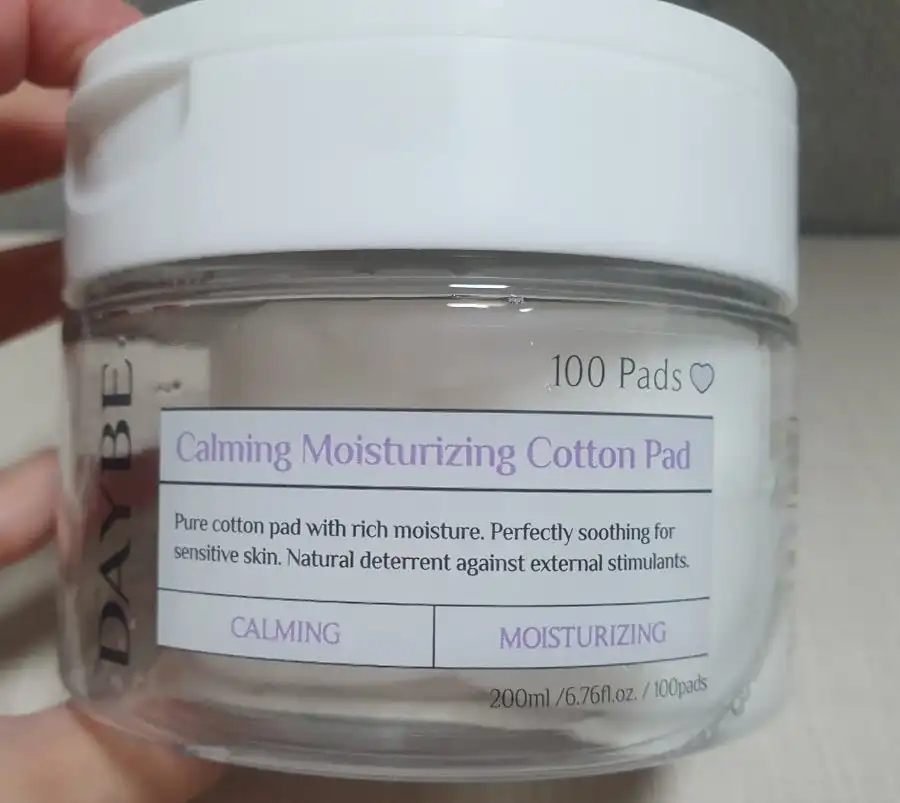 DAYBE
100 Pads♡
Calming Moisturizing Cotton Pad
Pure cotton pad with rich moisture. Perfectly soothing for
sensitive skin. Natural deterrent against external stimulants.
CALMING
MOISTURIZING
200ml /6.76fl.oz. / 100pads